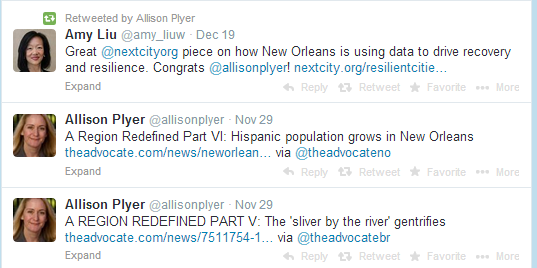 Retweeted by Allison Plyer
Amy Liu @amy_liuw · Dec 19
Great @nextcityorg piece on how New Orleans is using data to drive recovery
and resilience. Congrats @allisonplyer! nextcity.org/resilientcitie...
Expand
Reply Retweet Favorite More
Allison Plyer @allisonplyer · Nov 29
A Region Redefined Part VI: Hispanic population grows in New Orleans
theadvocate.com/news/neworlean... via @theadvocateno
Expand
Reply Retweet Favorite More
Allison Plyer @allisonplyer · Nov 29
A REGION REDEFINED PART V: The 'sliver by the river' gentrifies
theadvocate.com/news/7511754-1... via @theadvocatebr
Expand
Reply Retweet Favorite More